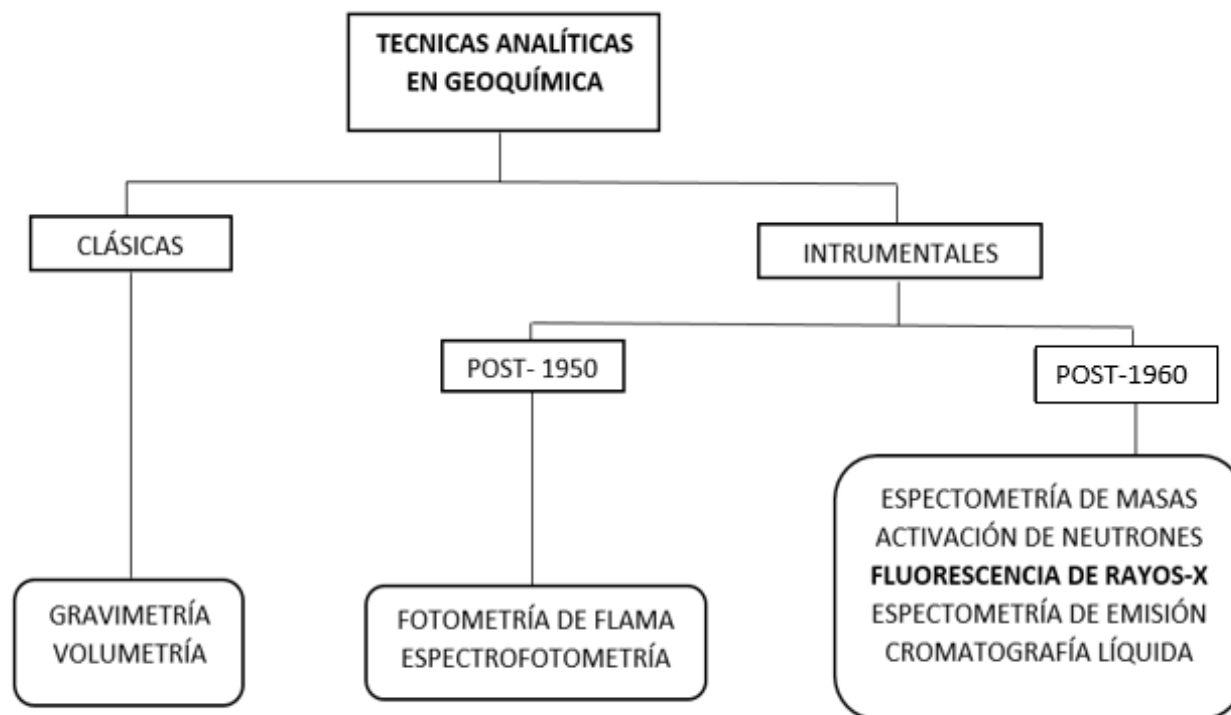 TECNICAS ANALÍTICAS
EN GEOQUÍMICA
CLÁSICAS
INTRUMENTALES
POST- 1950
POST-1960
GRAVIMETRÍA
VOLUMETRÍA
FOTOMETRÍA DE FLAMA
ESPECTROFOTOMETRÍA
ESPECTOMETRÍA DE MASAS
ACTIVACIÓN DE NEUTRONES
FLUORESCENCIA DE RAYOS-X
ESPECTOMETRÍA DE EMISIÓN
CROMATOGRAFÍA LÍQUIDA